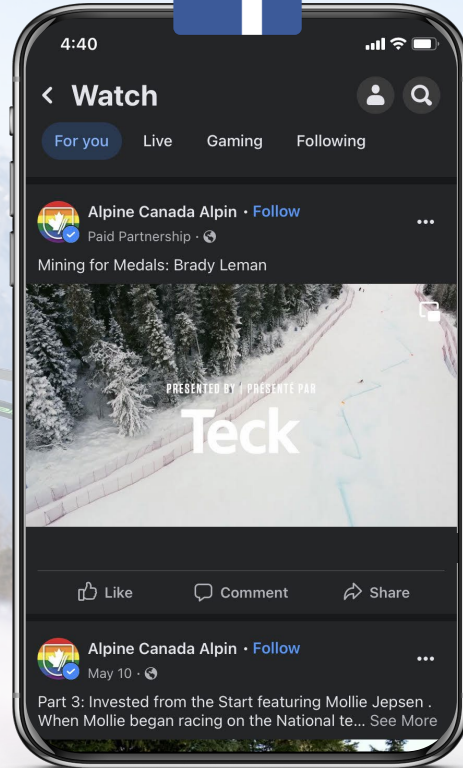 4:40
Watch
For you Live Gaming Following
Alpine Canada Alpin · Follow
Paid Partnership ·
Mining for Medals: Brady Leman
PRESENTED BY | PRÉSENTÉ PAR
Teck
Like Comment Share
Alpine Canada Alpin · Follow
May 10 ·
Part 3: Invested from the Start featuring Mollie Jepsen .
When Mollie began racing on the National te... See More